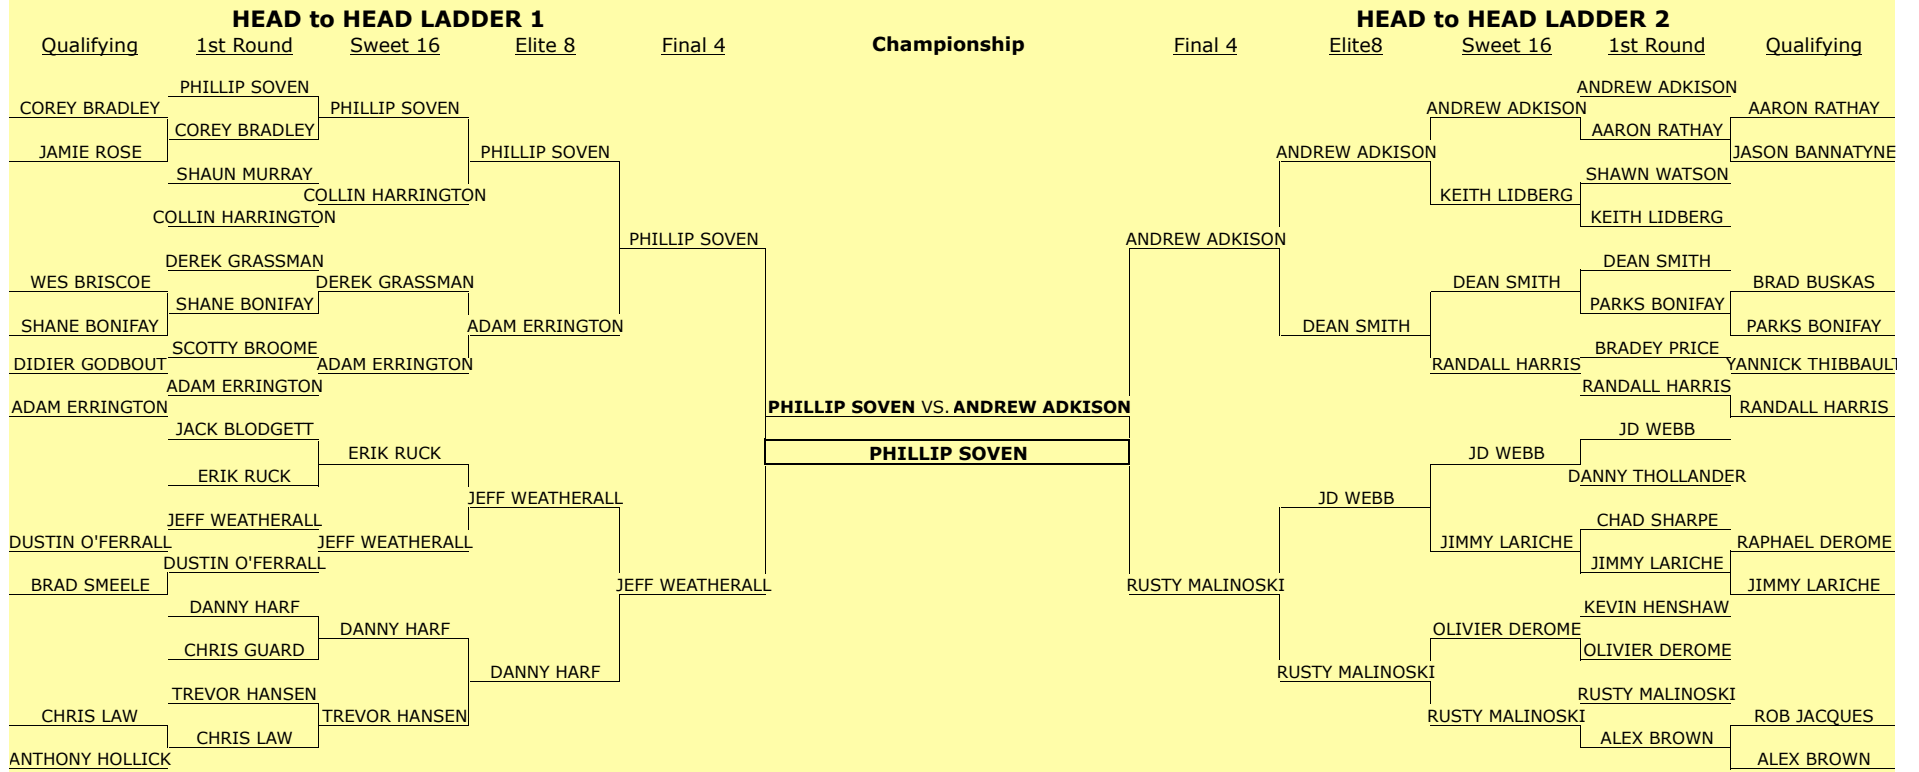 HEAD to HEAD LADDER 1 HEAD to HEAD LADDER 2
Qualifying 1st Round Sweet 16 Elite 8 Final 4 Championship Final 4 Elite8 Sweet 16 1st Round Qualifying
PHILLIP SOVEN ANDREW ADKISON
COREY BRADLEY PHILLIP SOVEN ANDREW ADKISON AARON RATHAY
COREY BRADLEY AARON RATHAY
JAMIE ROSE PHILLIP SOVEN ANDREW ADKISON JASON BANNATYNE
SHAUN MURRAY SHAWN WATSON
COLLIN HARRINGTON KEITH LIDBERG
COLLIN HARRINGTON KEITH LIDBERG
PHILLIP SOVEN ANDREW ADKISON
DEREK GRASSMAN DEAN SMITH
WES BRISCOE DEREK GRASSMAN DEAN SMITH BRAD BUSKAS
SHANE BONIFAY PARKS BONIFAY
SHANE BONIFAY ADAM ERRINGTON DEAN SMITH PARKS BONIFAY
SCOTTY BROOME BRADEY PRICE
DIDIER GODBOUT ADAM ERRINGTON RANDALL HARRIS YANNICK THIBBAULT
ADAM ERRINGTON RANDALL HARRIS
ADAM ERRINGTON PHILLIP SOVEN VS. ANDREW ADKISON RANDALL HARRIS
JACK BLODGETT JD WEBB
ERIK RUCK PHILLIP SOVEN JD WEBB
ERIK RUCK DANNY THOLLANDER
JEFF WEATHERALL JD WEBB
JEFF WEATHERALL CHAD SHARPE
DUSTIN O'FERRALL JEFF WEATHERALL JIMMY LARICHE RAPHAEL DEROME
DUSTIN O'FERRALL JIMMY LARICHE
BRAD SMEELE JEFF WEATHERALL RUSTY MALINOSKI JIMMY LARICHE
DANNY HARF KEVIN HENSHAW
DANNY HARF OLIVIER DEROME
CHRIS GUARD OLIVIER DEROME
DANNY HARF RUSTY MALINOSKI
TREVOR HANSEN RUSTY MALINOSKI
CHRIS LAW TREVOR HANSEN RUSTY MALINOSKI ROB JACQUES
CHRIS LAW ALEX BROWN
ANTHONY HOLLICK ALEX BROWN